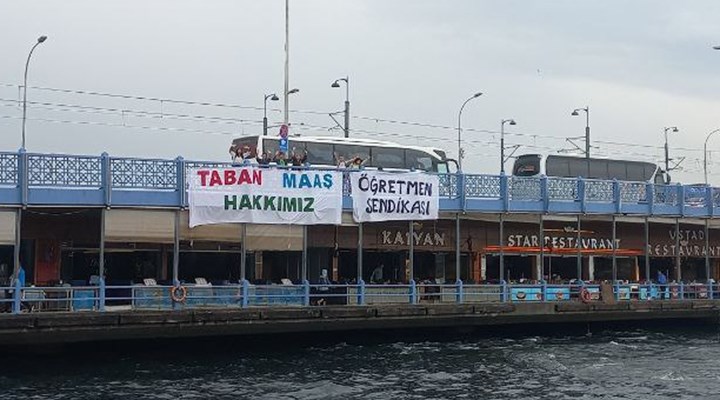 TABAN MAAŞ
HAKKIMIZ
ÖĞRETMEN
SENDİKASI
KALYAN
STAR RESTAURANT
USTAD
RESTAURANT